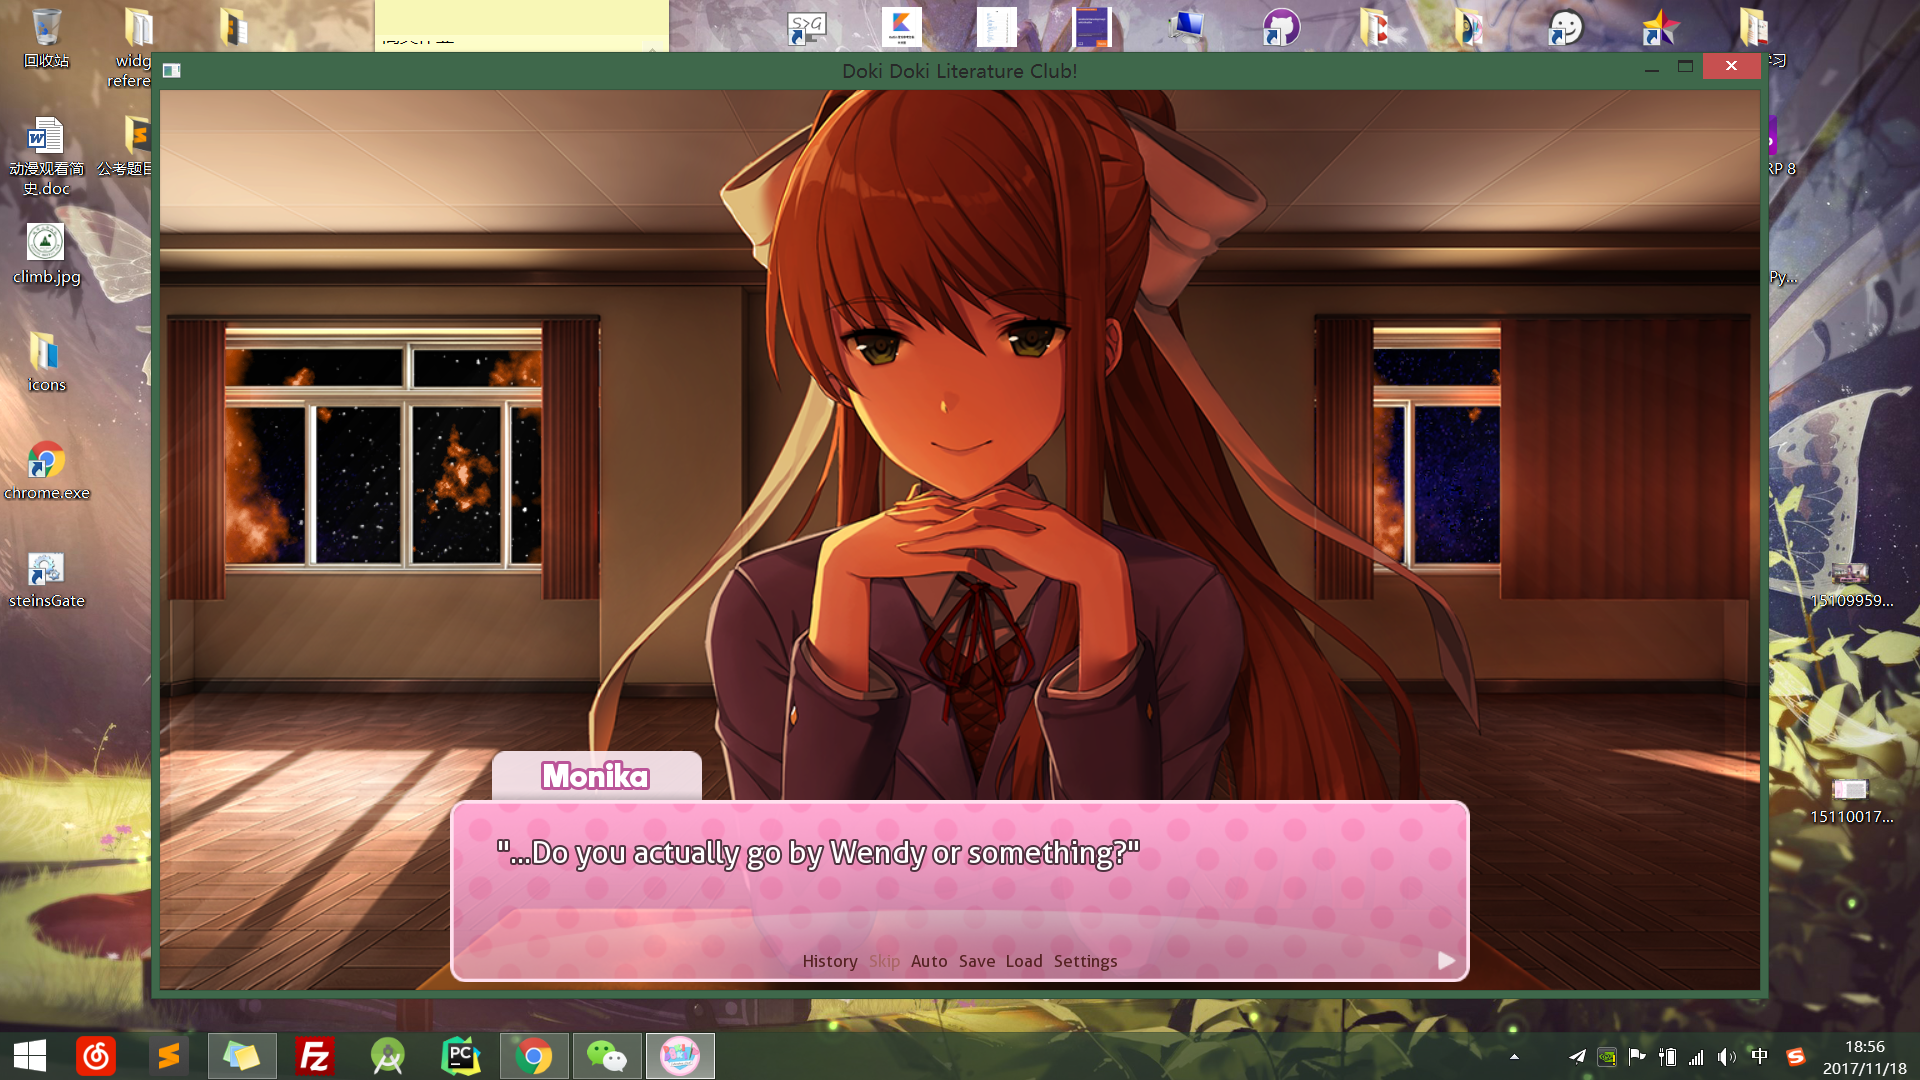 回收站
widg
refere
动漫观看简
史.doc
公考题目
climb.jpg
icons
chrome.exe
steinsGate
S>G
习
RP 8
Py...
15109959...
15110017...
Doki Doki Literature Club!
Monika
"...Do you actually go by Wendy or something?"
History Skip Auto Save Load Settings
PC
中
18:56
2017/11/18